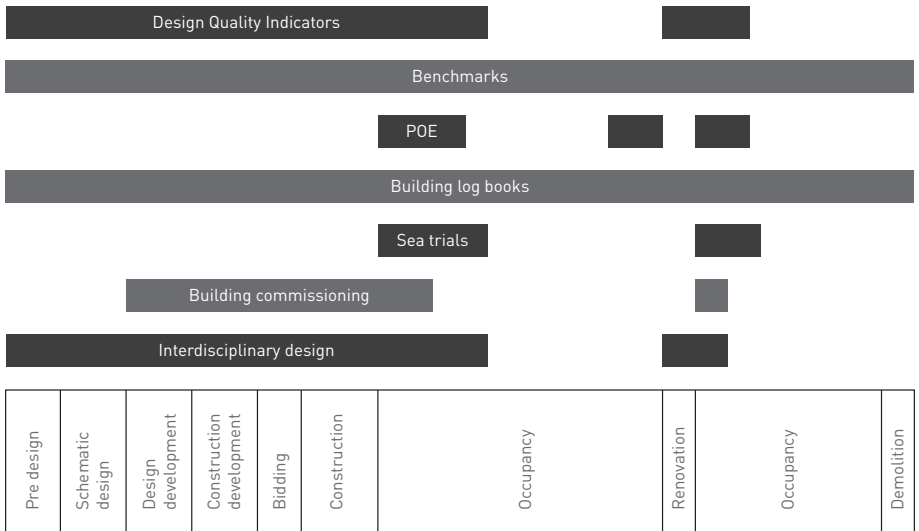 Design Quality Indicators
Benchmarks
POE
Building log books
Sea trials
Building commissioning
Interdisciplinary design
Pre design
Schematic
design
Design
development
Construction
development
Bidding
Construction
Occupancy
Renovation
Occupancy
Demolition